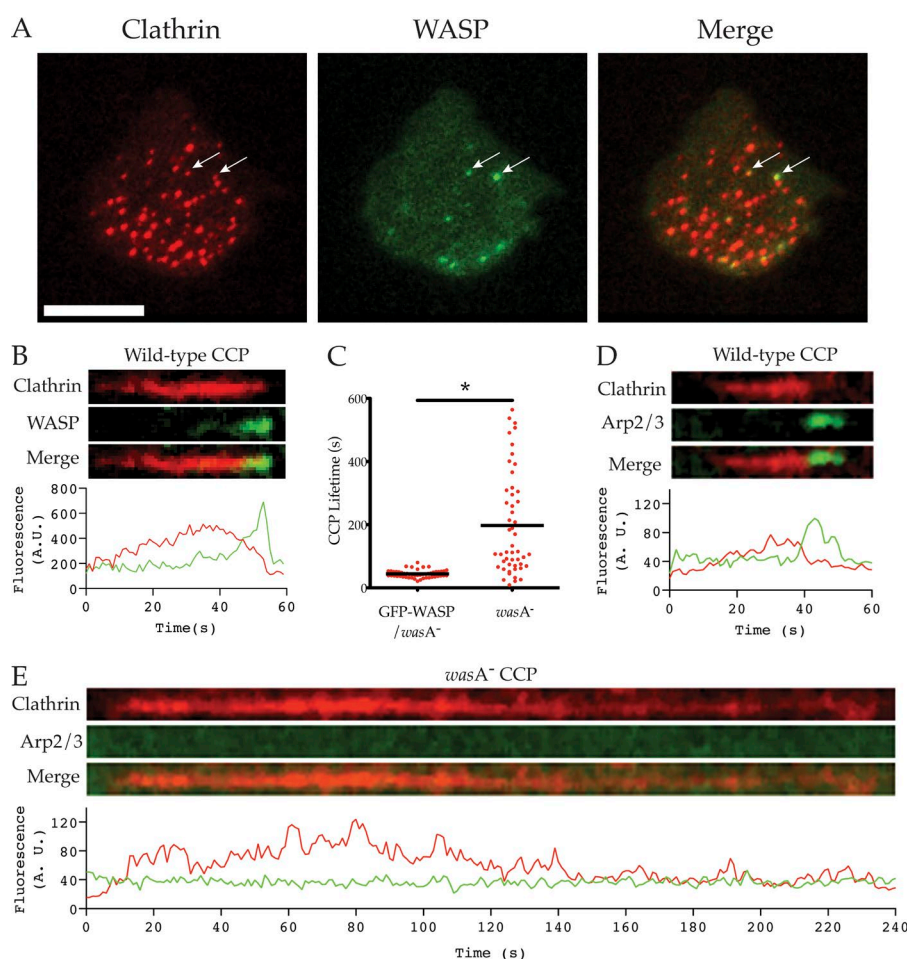 A
Clathrin
WASP
Merge
B
Wild-type CCP
Clathrin
WASP
Merge
Fluorescence
(A.U.)
800
600
400
200
0
0
20
40
60
Time(s)
C
*
CCP Lifetime (s)
600
400
200
0
GFP-WASP
/wasA⁻
wasA⁻
D
Wild-type CCP
Clathrin
Arp2/3
Merge
Fluorescence
(A. U.)
120
80
40
0
0
20
40
60
Time (s)
E
wasA⁻ CCP
Clathrin
Arp2/3
Merge
Fluorescence
(A. U.)
120
80
40
0
0 20 40 60 80 100 120 140 160 180 200 220 240
Time (s)